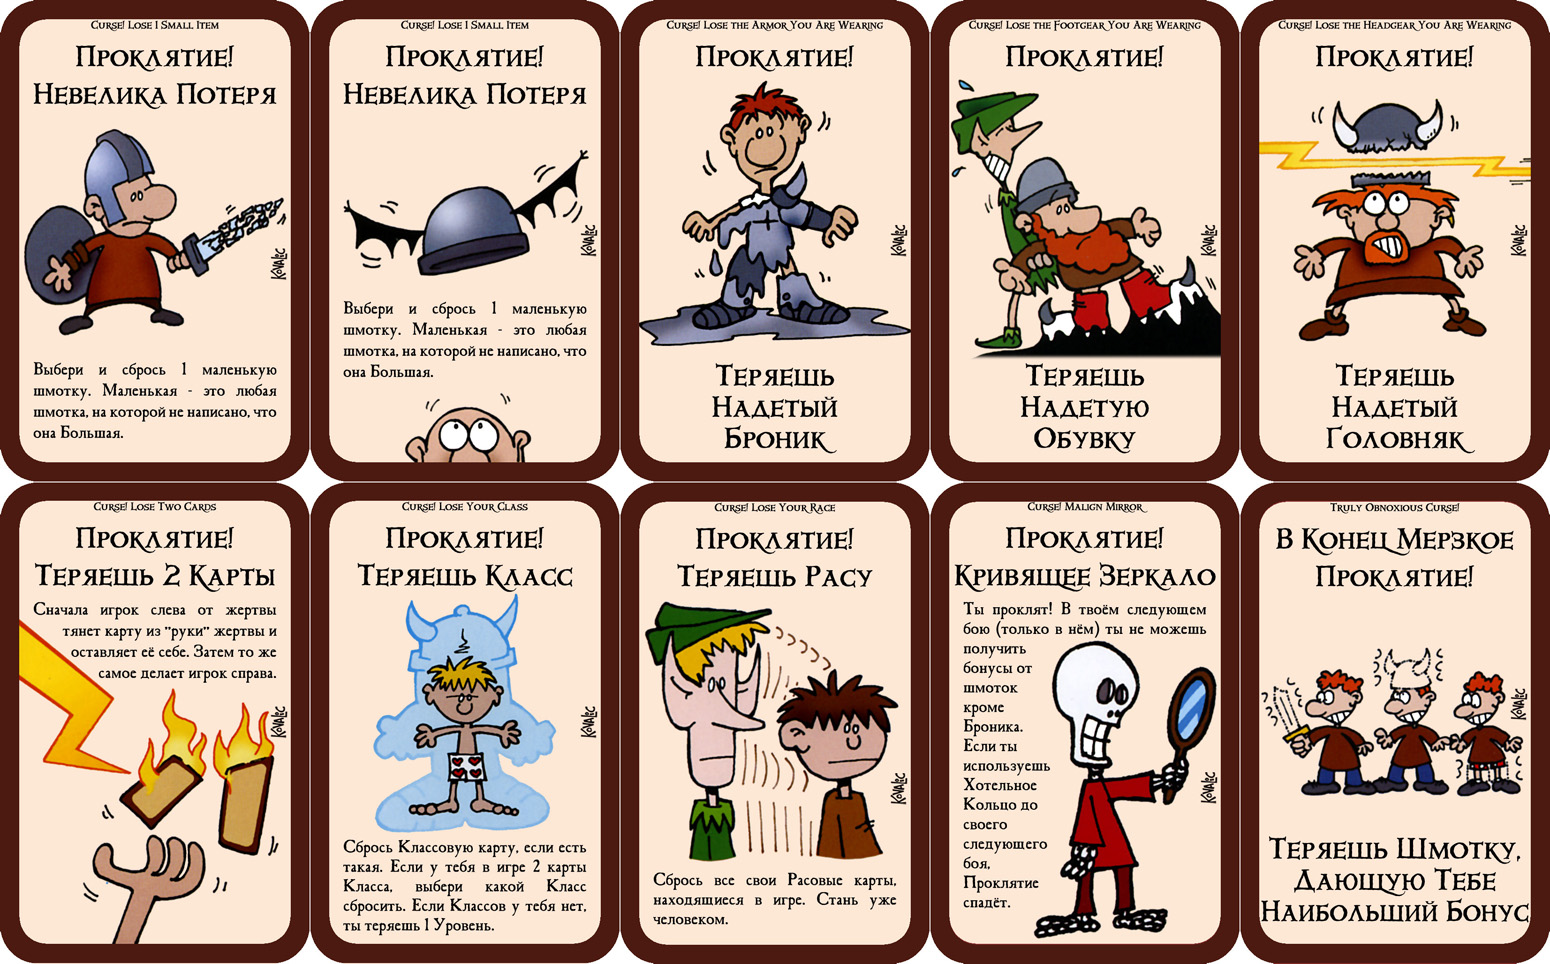 Curse! Lose 1 Small Item
Проклятие!
Невелика Потеря
Kovalic
Выбери и сбрось 1 маленькую
шмотку. Маленькая - это любая
шмотка, на которой не написано, что
она Большая.
Curse! Lose 1 Small Item
Проклятие!
Невелика Потеря
Kovalic
Выбери и сбрось 1 маленькую
шмотку. Маленькая - это любая
шмотка, на которой не написано, что
она Большая.
Curse! Lose the Armor You Are Wearing
Проклятие!
Kovalic
Теряешь
Надетый
Броник
Curse! Lose the Footgear You Are Wearing
Проклятие!
Kovalic
Теряешь
Надетую
Обувку
Curse! Lose the Headgear You Are Wearing
Проклятие!
Kovalic
Теряешь
Надетый
Головняк
Curse! Lose Two Cards
Проклятие!
Теряешь 2 Карты
Сначала игрок слева от жертвы
тянет карту из "руки" жертвы и
оставляет её себе. Затем то же
самое делает игрок справа.
Kovalic
Curse! Lose Your Class
Проклятие!
Теряешь Класс
Kovalic
Сбрось Классовую карту, если есть
такая. Если у тебя в игре 2 карты
Класса, выбери какой Класс
сбросить. Если Классов у тебя нет,
ты теряешь 1 Уровень.
Curse! Lose Your Race
Проклятие!
Теряешь Расу
Kovalic
Сбрось все свои Расовые карты,
находящиеся в игре. Стань уже
человеком.
Curse! Malign Mirror
Проклятие!
Кривящее Зеркало
Ты проклят! В твоём следующем
бою (только в нём) ты не можешь
получить
бонусы от
шмоток
кроме
Броника.
Если ты
используешь
Хотельное
Кольцо до
своего
следующего
боя,
Проклятие
спадёт.
Kovalic
Truly Obnoxious Curse!
В Конец Мерзкое
Проклятие!
Kovalic
Теряешь Шмотку,
Дающую Тебе
Наибольший Бонус